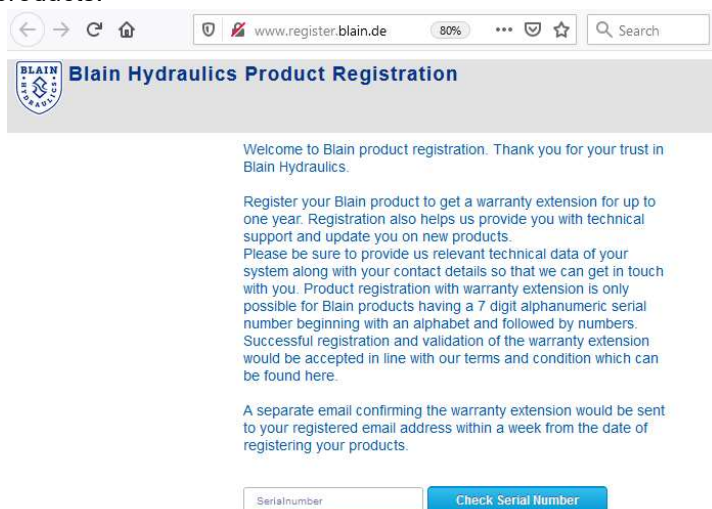 products.
www.register.blain.de 80% ... Search
BLAIN HYDRAULICS
Blain Hydraulics Product Registration
Welcome to Blain product registration. Thank you for your trust in
Blain Hydraulics.
Register your Blain product to get a warranty extension for up to
one year. Registration also helps us provide you with technical
support and update you on new products.
Please be sure to provide us relevant technical data of your
system along with your contact details so that we can get in touch
with you. Product registration with warranty extension is only
possible for Blain products having a 7 digit alphanumeric serial
number beginning with an alphabet and followed by numbers.
Successful registration and validation of the warranty extension
would be accepted in line with our terms and condition which can
be found here.
A separate email confirming the warranty extension would be sent
to your registered email address within a week from the date of
registering your products.
Serialnumber Check Serial Number